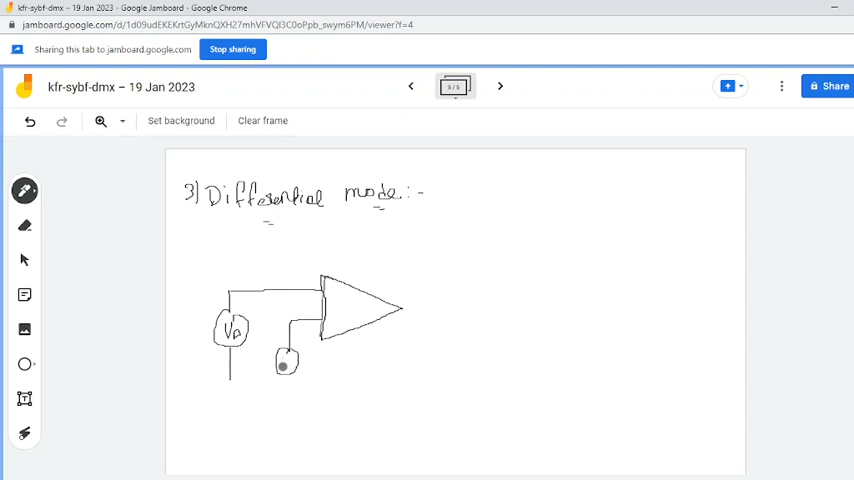 kfr-sybf-dmx – 19 Jan 2023 - Google Jamboard - Google Chrome
jamboard.google.com/d/1d09udEKEKrtGyMknQXH27mhVFVQI3C0oPpb_swym6PM/viewer?f=4
Sharing this tab to jamboard.google.com Stop sharing
kfr-sybf-dmx – 19 Jan 2023 6/6 Share
Set background Clear frame
3) Differential mode:-